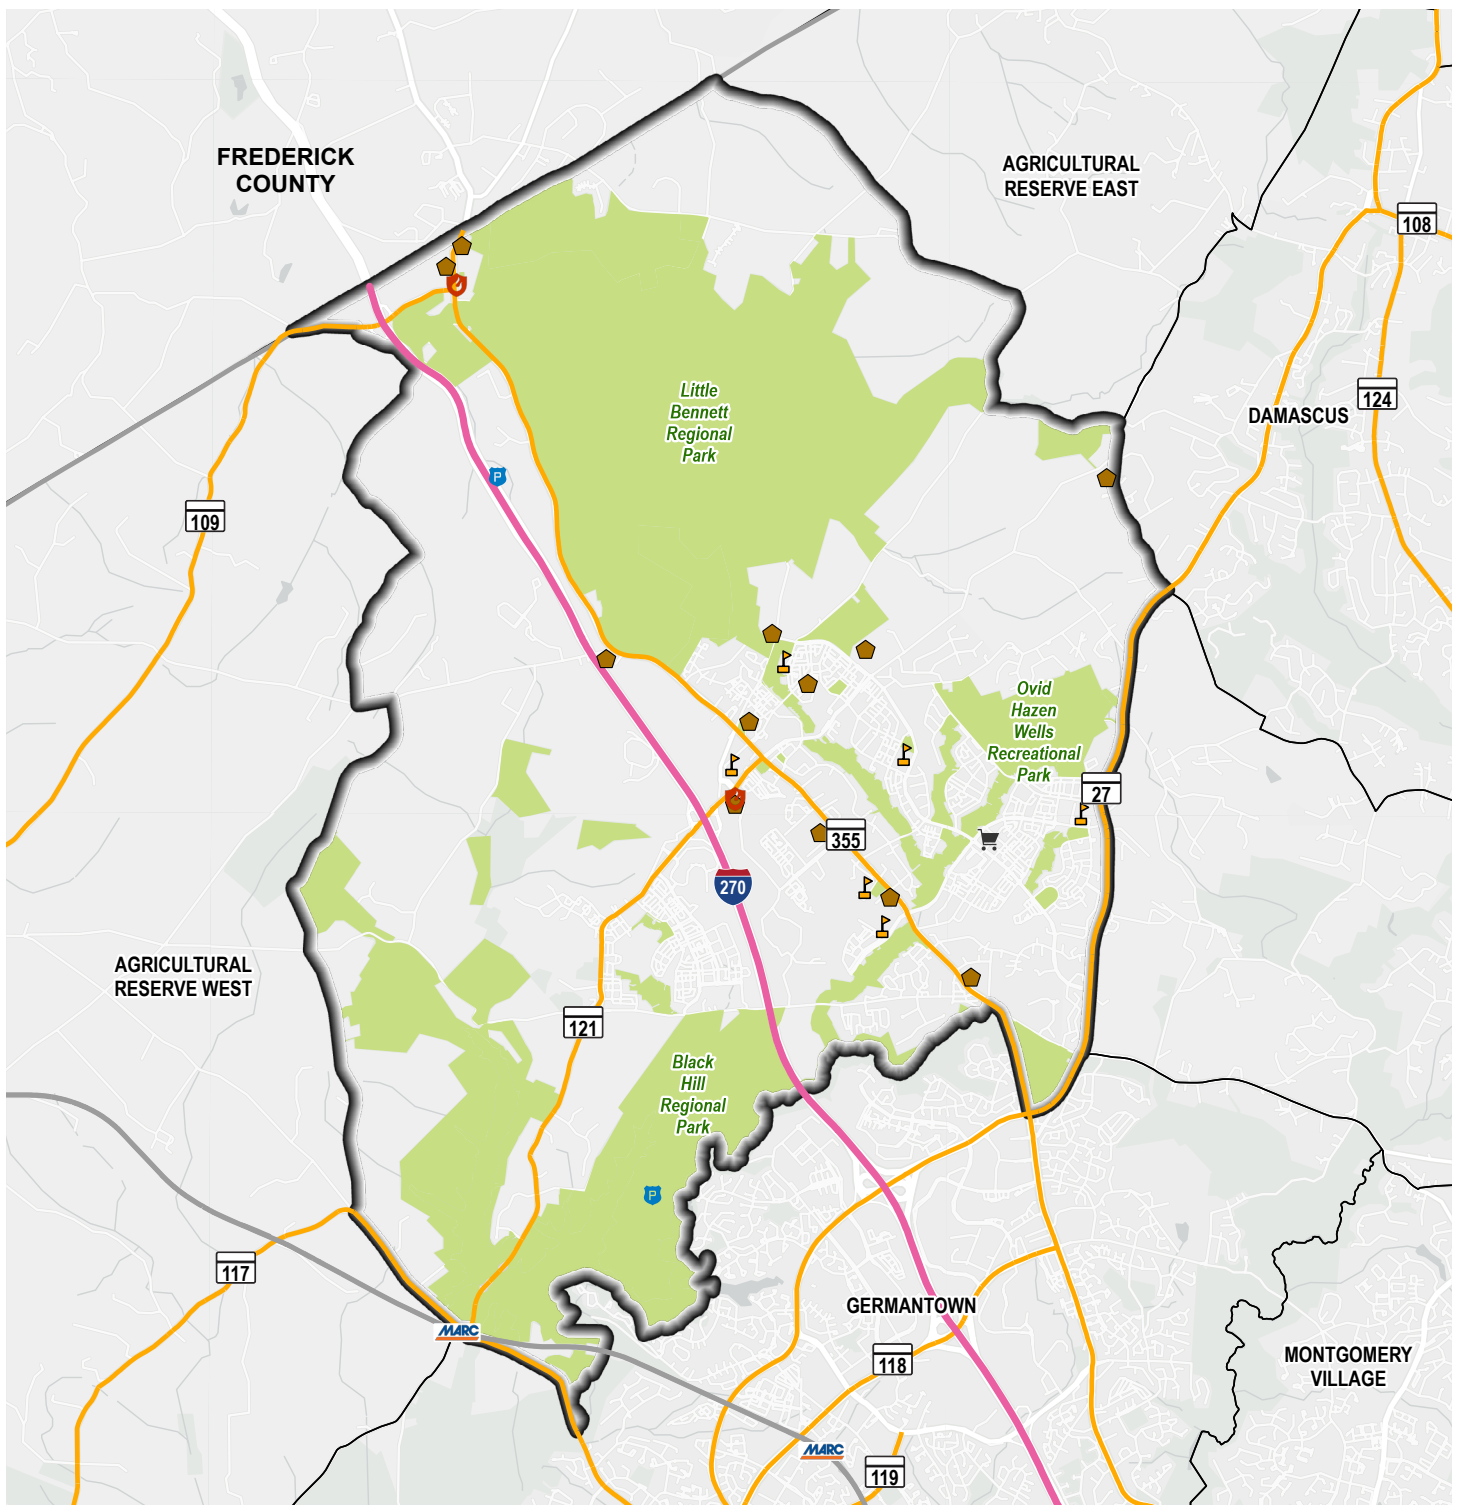 FREDERICK
COUNTY
AGRICULTURAL
RESERVE EAST
108
Little
Bennett
Regional
Park
DAMASCUS
124
P
109
Ovid
Hazen
Wells
Recreational
Park
27
355
270
AGRICULTURAL
RESERVE WEST
121
Black
Hill
Regional
Park
P
117
MARC
GERMANTOWN
118
MONTGOMERY
VILLAGE
MARC
119